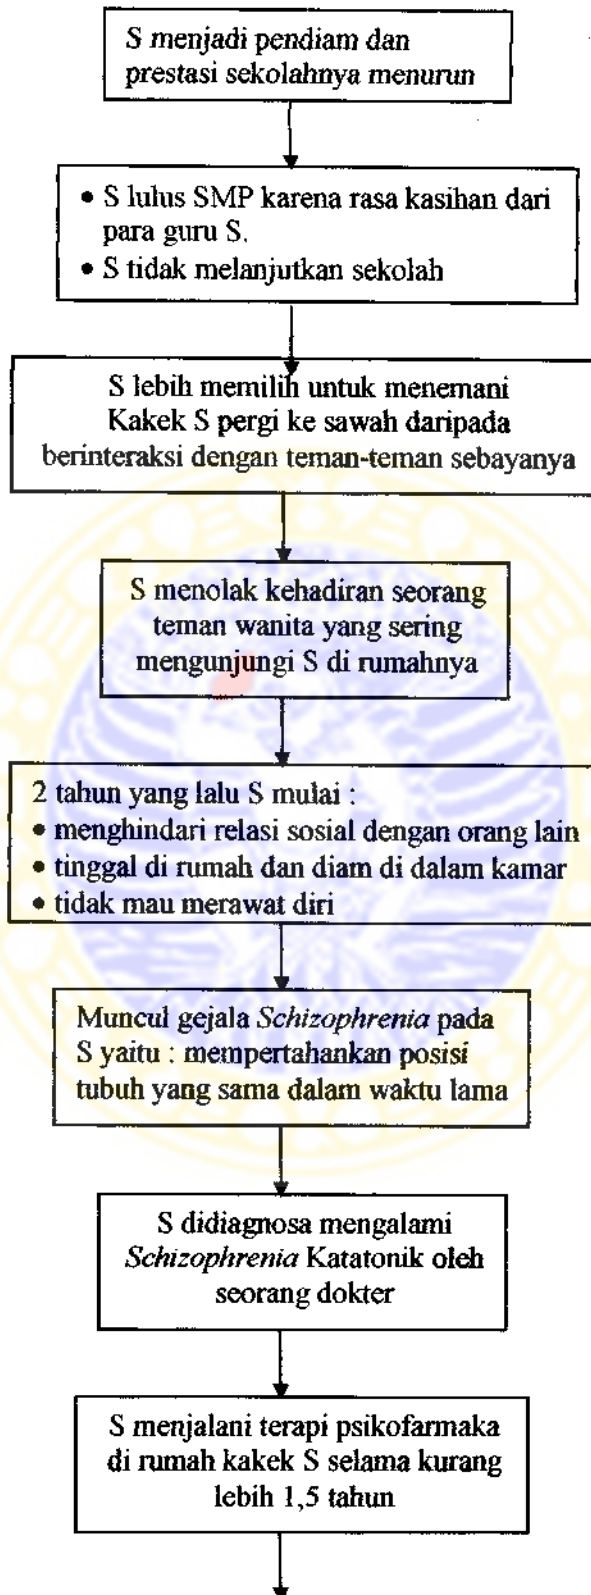 S menjadi pendiam dan
prestasi sekolahnya menurun
• S lulus SMP karena rasa kasihan dari
para guru S.
• S tidak melanjutkan sekolah
S lebih memilih untuk menemani
Kakek S pergi ke sawah daripada
berinteraksi dengan teman-teman sebayanya
S menolak kehadiran seorang
teman wanita yang sering
mengunjungi S di rumahnya
2 tahun yang lalu S mulai :
• menghindari relasi sosial dengan orang lain
• tinggal di rumah dan diam di dalam kamar
• tidak mau merawat diri
Muncul gejala Schizophrenia pada
S yaitu : mempertahankan posisi
tubuh yang sama dalam waktu lama
S didiagnosa mengalami
Schizophrenia Katatonik oleh
seorang dokter
S menjalani terapi psikofarmaka
di rumah kakek S selama kurang
lebih 1,5 tahun